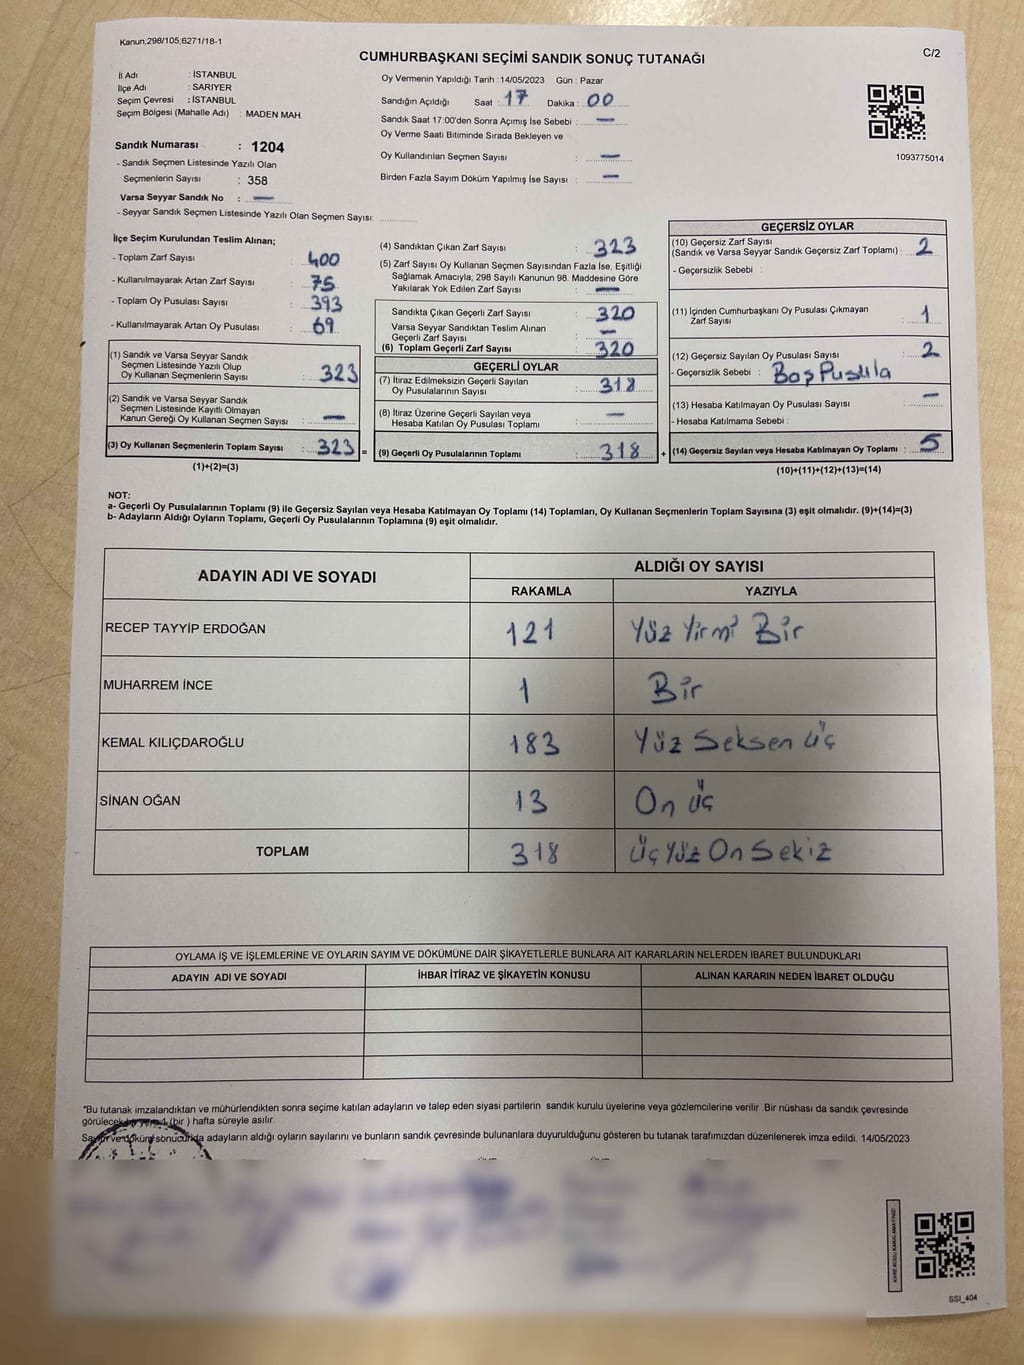 Kanun,298/105,6271/18-1
CUMHURBAŞKANI SEÇİMİ SANDIK SONUÇ TUTANAĞI
C/2
İl Adı : İSTANBUL
İlçe Adı : SARIYER
Seçim Çevresi : İSTANBUL
Seçim Bölgesi (Mahalle Adı) : MADEN MAH.
Sandık Numarası : 1204
- Sandık Seçmen Listesinde Yazılı Olan
Seçmenlerin Sayısı : 358
Varsa Seyyar Sandık No : —
- Seyyar Sandık Seçmen Listesinde Yazılı Olan Seçmen Sayısı:
Oy Vermenin Yapıldığı Tarih : 14/05/2023 Gün : Pazar
Sandığın Açıldığı Saat : 17 Dakika : 00
Sandık Saat 17:00'den Sonra Açımış İse Sebebi : —
Oy Verme Saati Bitiminde Sırada Bekleyen ve
Oy Kullandırılan Seçmen Sayısı : —
Birden Fazla Sayım Döküm Yapılmış İse Sayısı : —
1093775014
İlçe Seçim Kurulundan Teslim Alınan;
- Toplam Zarf Sayısı : 400
- Kullanılmayarak Artan Zarf Sayısı : 75
- Toplam Oy Pusulası Sayısı : 393
- Kullanılmayarak Artan Oy Pusulası : 69
(1) Sandık ve Varsa Seyyar Sandık
Seçmen Listesinde Yazılı Olup
Oy Kullanan Seçmenlerin Sayısı : 323
(2) Sandık ve Varsa Seyyar Sandık
Seçmen Listesinde Kayıtlı Olmayan
Kanun Gereği Oy Kullanan Seçmen Sayısı : —
(3) Oy Kullanan Seçmenlerin Toplam Sayısı : 323 =
(1)+(2)=(3)
(4) Sandıktan Çıkan Zarf Sayısı : 323
(5) Zarf Sayısı Oy Kullanan Seçmen Sayısından Fazla İse, Eşitliği
Sağlamak Amacıyla; 298 Sayılı Kanunun 98. Maddesine Göre
Yakılarak Yok Edilen Zarf Sayısı : —
Sandıkta Çıkan Geçerli Zarf Sayısı : 320
Varsa Seyyar Sandıktan Teslim Alınan
Geçerli Zarf Sayısı : —
(6) Toplam Geçerli Zarf Sayısı : 320
GEÇERLİ OYLAR
(7) İtiraz Edilmeksizin Geçerli Sayılan
Oy Pusulalarının Sayısı : 318
(8) İtiraz Üzerine Geçerli Sayılan veya
Hesaba Katılan Oy Pusulası Toplamı : —
(9) Geçerli Oy Pusulalarının Toplamı : 318 +
GEÇERSİZ OYLAR
(10) Geçersiz Zarf Sayısı
(Sandık ve Varsa Seyyar Sandık Geçersiz Zarf Toplamı) : 2
- Geçersizlik Sebebi :
(11) İçinden Cumhurbaşkanı Oy Pusulası Çıkmayan
Zarf Sayısı : 1
(12) Geçersiz Sayılan Oy Pusulası Sayısı : 2
- Geçersizlik Sebebi : Boş Pusula
(13) Hesaba Katılmayan Oy Pusulası Sayısı : —
- Hesaba Katılmama Sebebi :
(14) Geçersiz Sayılan veya Hesaba Katılmayan Oy Toplamı : 5
(10)+(11)+(12)+(13)=(14)
NOT:
a- Geçerli Oy Pusulalarının Toplamı (9) ile Geçersiz Sayılan veya Hesaba Katılmayan Oy Toplamı (14) Toplamları, Oy Kullanan Seçmenlerin Toplam Sayısına (3) eşit olmalıdır. (9)+(14)=(3)
b- Adayların Aldığı Oyların Toplamı, Geçerli Oy Pusulalarının Toplamına (9) eşit olmalıdır.
ADAYIN ADI VE SOYADI ALDIĞI OY SAYISI
RAKAMLA YAZIYLA
RECEP TAYYİP ERDOĞAN 121 Yüz Yirmi Bir
MUHARREM İNCE 1 Bir
KEMAL KILIÇDAROĞLU 183 Yüz Seksen Üç
SİNAN OĞAN 13 On üç
TOPLAM 318 Üç Yüz On Sekiz
OYLAMA İŞ VE İŞLEMLERİNE VE OYLARIN SAYIM VE DÖKÜMÜNE DAİR ŞİKAYETLERLE BUNLARA AİT KARARLARIN NELERDEN İBARET BULUNDUKLARI
ADAYIN ADI VE SOYADI İHBAR İTİRAZ VE ŞİKAYETİN KONUSU ALINAN KARARIN NEDEN İBARET OLDUĞU
*Bu tutanak imzalandıktan ve mühürlendikten sonra seçime katılan adayların ve talep eden siyasi partilerin sandık kurulu üyelerine veya gözlemcilerine verilir .Bir nüshası da sandık çevresinde
görülecek bir yere 1 (bir ) hafta süreyle asılır.
Sayım ve döküm sonucunda adayların aldığı oyların sayılarını ve bunların sandık çevresinde bulunanlara duyurulduğunu gösteren bu tutanak tarafımızdan düzenlenerek imza edildi. 14/05/2023
SSI_404